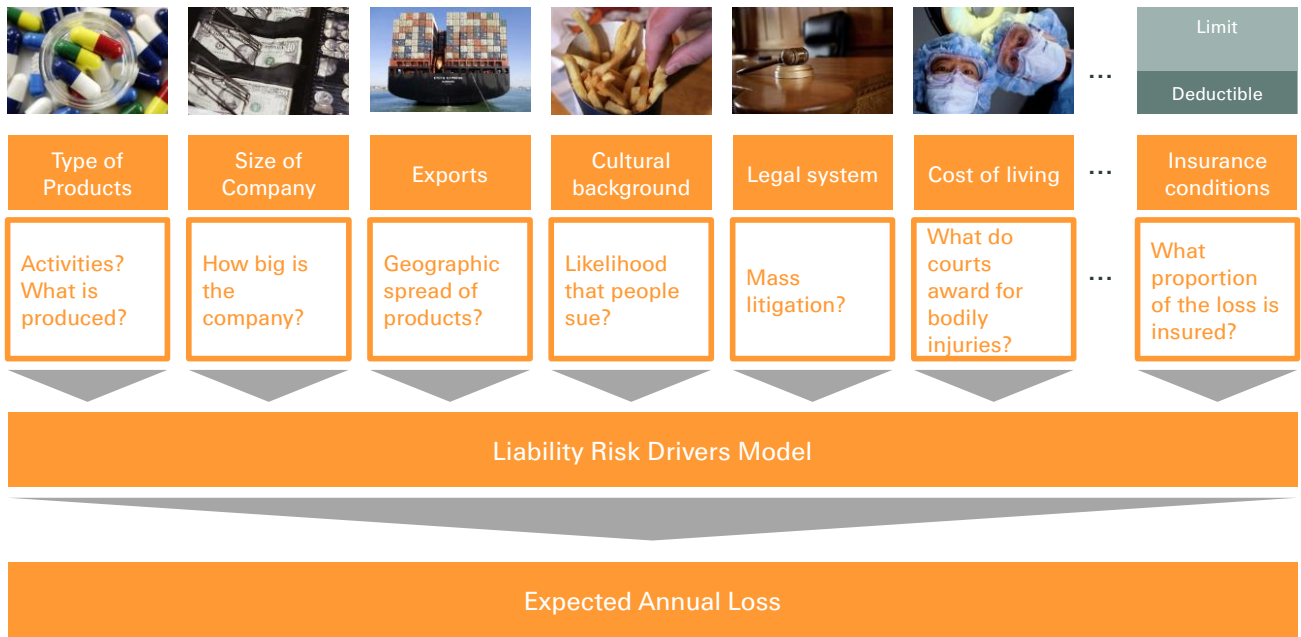 Limit
Deductible
...
Type of
Products
Size of
Company
Exports
Cultural
background
Legal system
Cost of living
...
Insurance
conditions
Activities?
What is
produced?
How big is
the
company?
Geographic
spread of
products?
Likelihood
that people
sue?
Mass
litigation?
What do
courts
award for
bodily
injuries?
...
What
proportion
of the loss is
insured?
Liability Risk Drivers Model
Expected Annual Loss